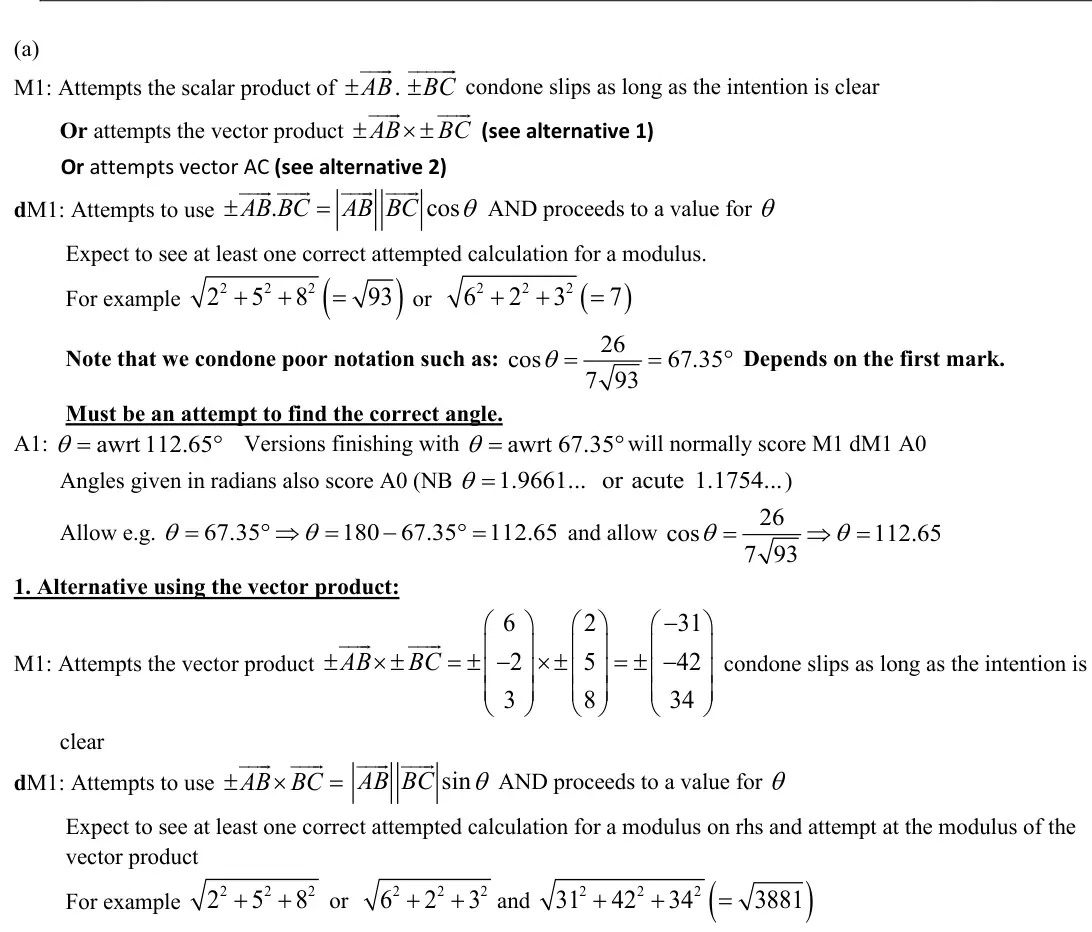 (a)
M1: Attempts the scalar product of ±AB⃗ . ±BC⃗ condone slips as long as the intention is clear
Or attempts the vector product ±AB⃗ × ±BC⃗ (see alternative 1)
Or attempts vector AC (see alternative 2)
dM1: Attempts to use ±AB⃗.BC⃗ = |AB⃗||BC⃗| cos θ AND proceeds to a value for θ
Expect to see at least one correct attempted calculation for a modulus.
For example √(2² + 5² + 8²) (= √93) or √(6² + 2² + 3²) (= 7)
Note that we condone poor notation such as: cos θ = 26/(7√93) = 67.35° Depends on the first mark.
Must be an attempt to find the correct angle.
A1: θ = awrt 112.65° Versions finishing with θ = awrt 67.35° will normally score M1 dM1 A0
Angles given in radians also score A0 (NB θ = 1.9661... or acute 1.1754...)
Allow e.g. θ = 67.35° ⇒ θ = 180 − 67.35° = 112.65 and allow cos θ = 26/(7√93) ⇒ θ = 112.65
1. Alternative using the vector product:
M1: Attempts the vector product ±AB⃗ × ±BC⃗ = ±(6, −2, 3) × ±(2, 5, 8) = ±(−31, −42, 34) condone slips as long as the intention is
clear
dM1: Attempts to use ±AB⃗ × BC⃗ = |AB⃗||BC⃗| sin θ AND proceeds to a value for θ
Expect to see at least one correct attempted calculation for a modulus on rhs and attempt at the modulus of the
vector product
For example √(2² + 5² + 8²) or √(6² + 2² + 3²) and √(31² + 42² + 34²) (= √3881)